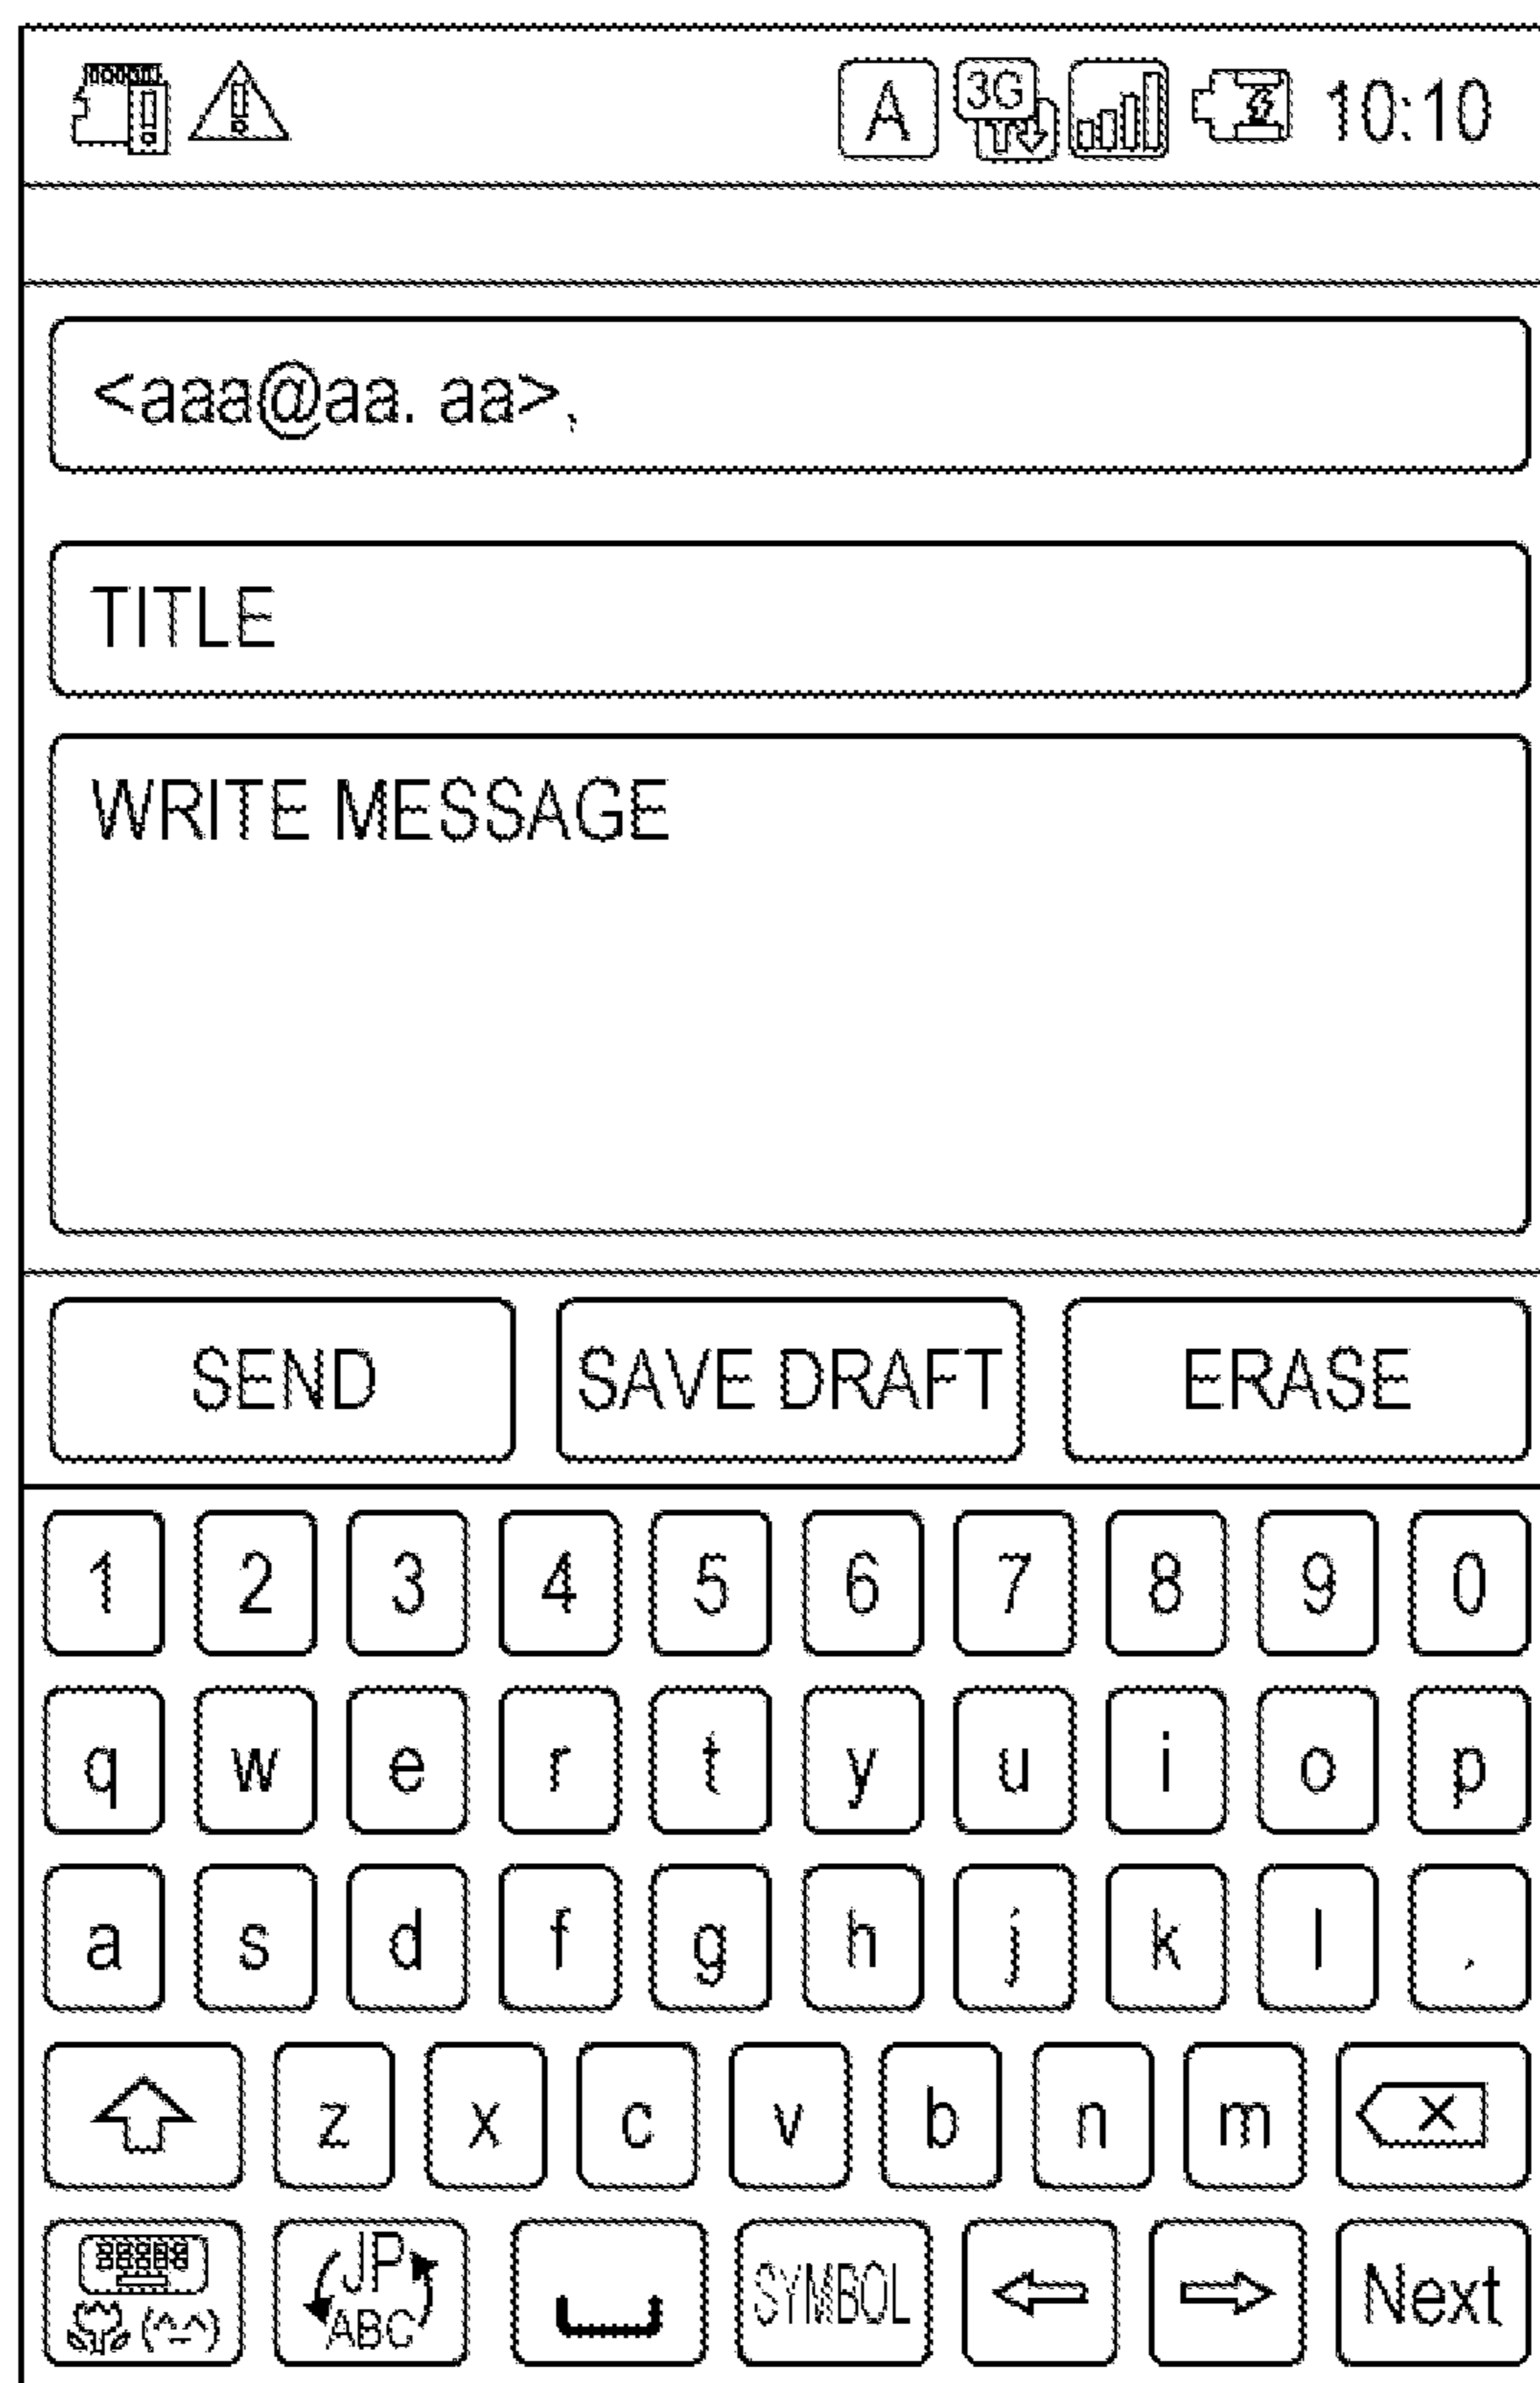 A 3G 10:10
<aaa@aa. aa>,
TITLE
WRITE MESSAGE
SEND SAVE DRAFT ERASE
1 2 3 4 5 6 7 8 9 0
q w e r t y u i o p
a s d f g h j k l ,
z x c v b n m
(^_^) JP ABC SYMBOL Next